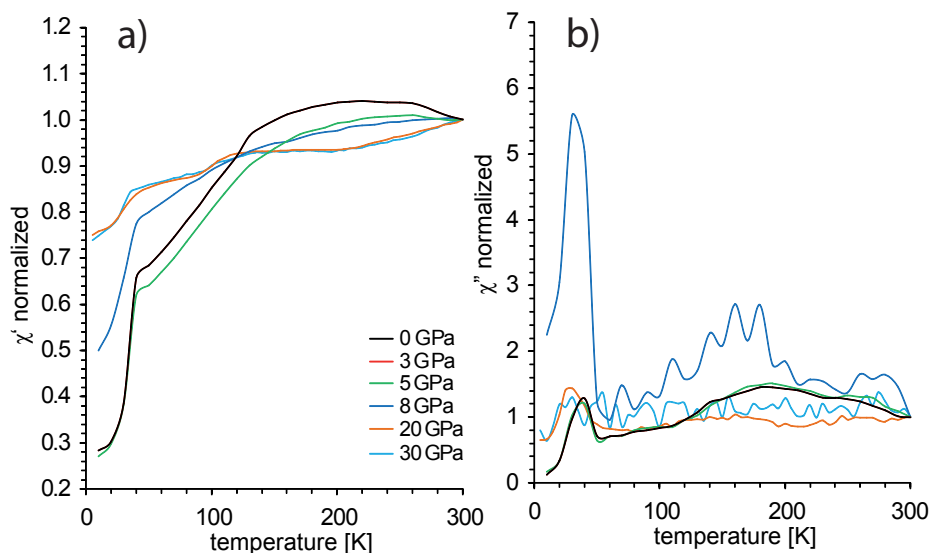 a)
1.2
1.1
1.0
0.9
0.8
0.7
0.6
0.5
0.4
0.3
0.2
χ‘ normalized
0 GPa
3 GPa
5 GPa
8 GPa
20 GPa
30 GPa
0
100
200
300
temperature [K]
b)
7
6
5
4
3
2
1
0
χ” normalized
0
100
200
300
temperature [K]